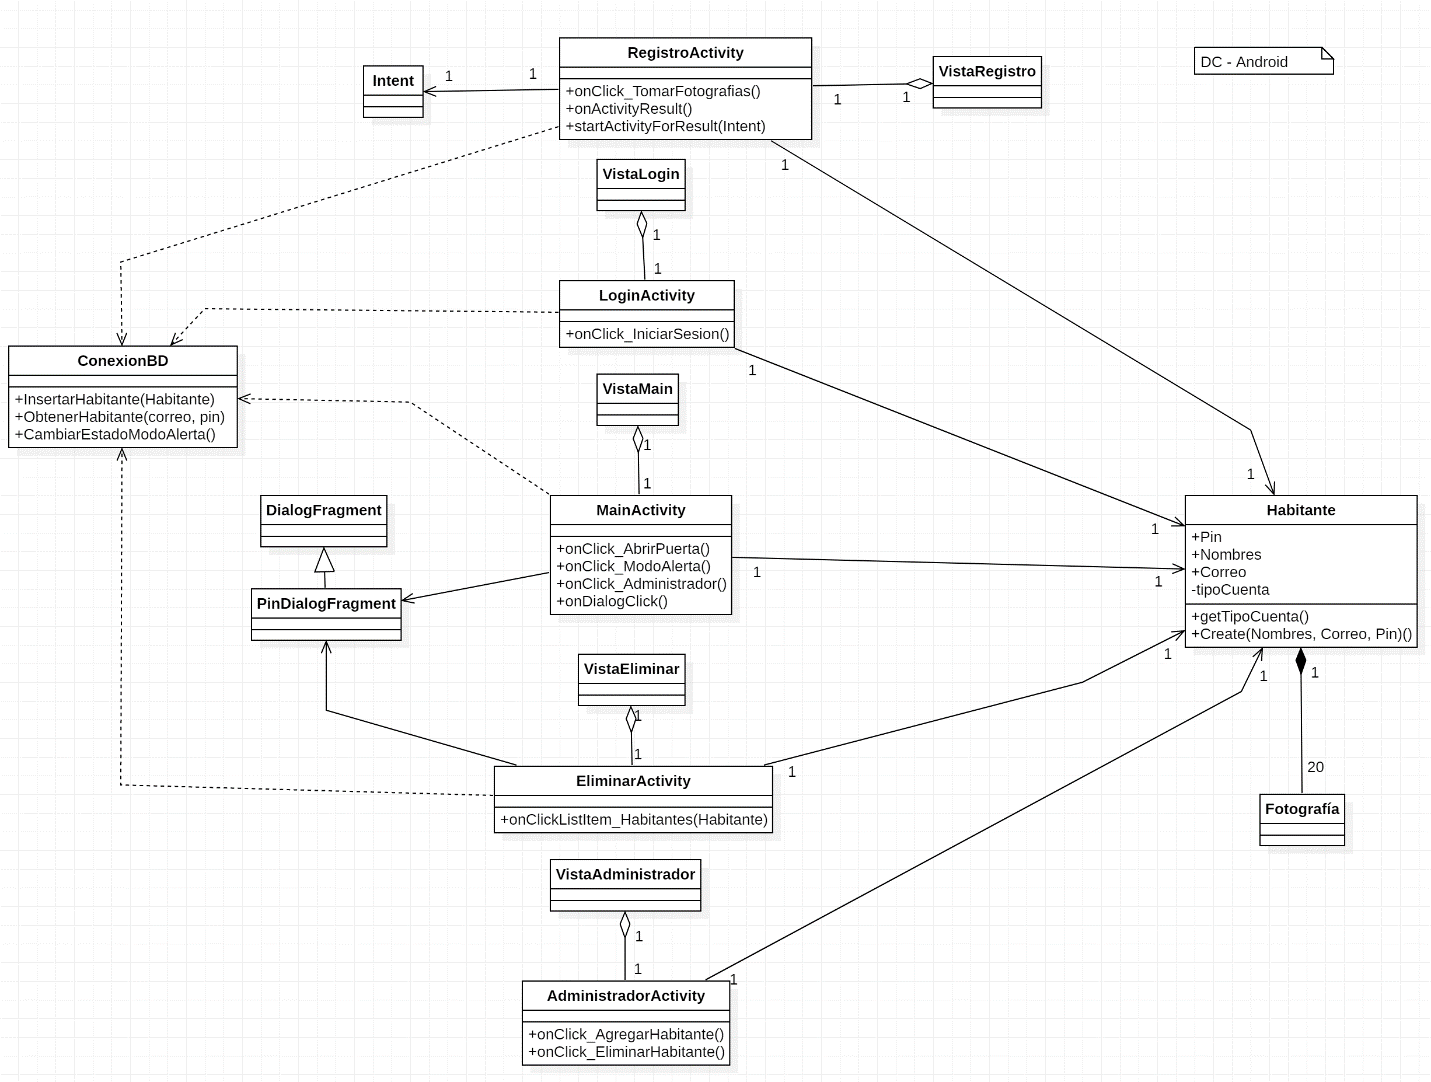 DC - Android
RegistroActivity
+onClick_TomarFotografias()
+onActivityResult()
+startActivityForResult(Intent)
Intent
1
1
VistaRegistro
1
1
1
VistaLogin
1
1
LoginActivity
+onClick_IniciarSesion()
1
ConexionBD
+InsertarHabitante(Habitante)
+ObtenerHabitante(correo, pin)
+CambiarEstadoModoAlerta()
VistaMain
1
1
MainActivity
+onClick_AbrirPuerta()
+onClick_ModoAlerta()
+onClick_Administrador()
+onDialogClick()
1
DialogFragment
PinDialogFragment
1
1
1
Habitante
+Pin
+Nombres
+Correo
-tipoCuenta
+getTipoCuenta()
+Create(Nombres, Correo, Pin)()
1
1
1
20
Fotografía
VistaEliminar
1
1
EliminarActivity
+onClickListItem_Habitantes(Habitante)
1
VistaAdministrador
1
1
AdministradorActivity
+onClick_AgregarHabitante()
+onClick_EliminarHabitante()
1